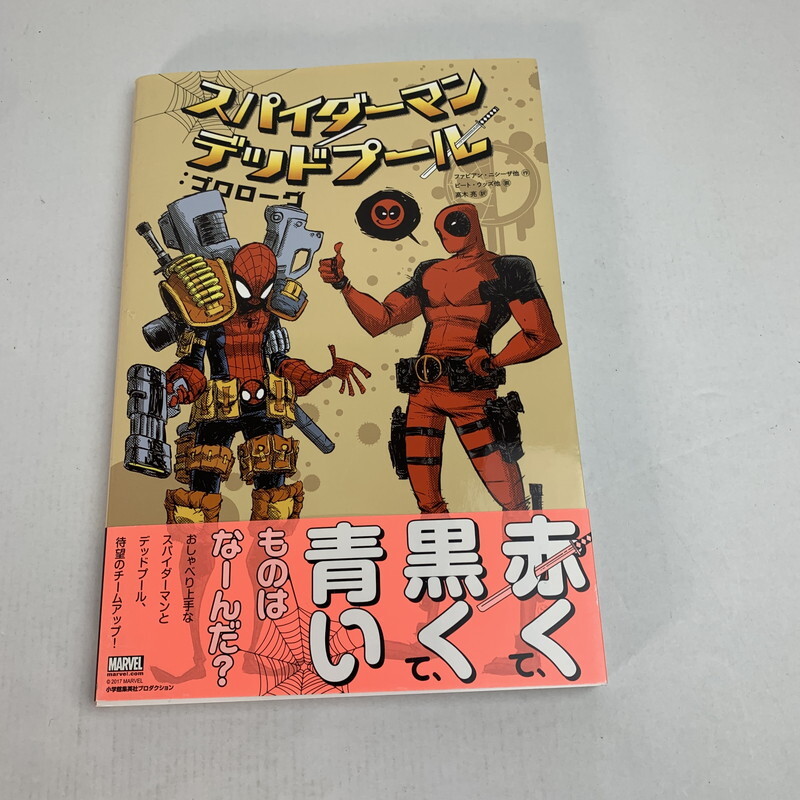 スパイダーマン
デッドプール
:プロローグ
ファビアン・ニシーザ他 作
ピート・ウッズ他 画
高木 亮 訳
赤くて、
黒くて、
青い
ものは
なーんだ?
おしゃべり上手な
スパイダーマンと
デッドプール、
待望のチームアップ!
MARVEL
marvel.com
© 2017 MARVEL
小学館集英社プロダクション